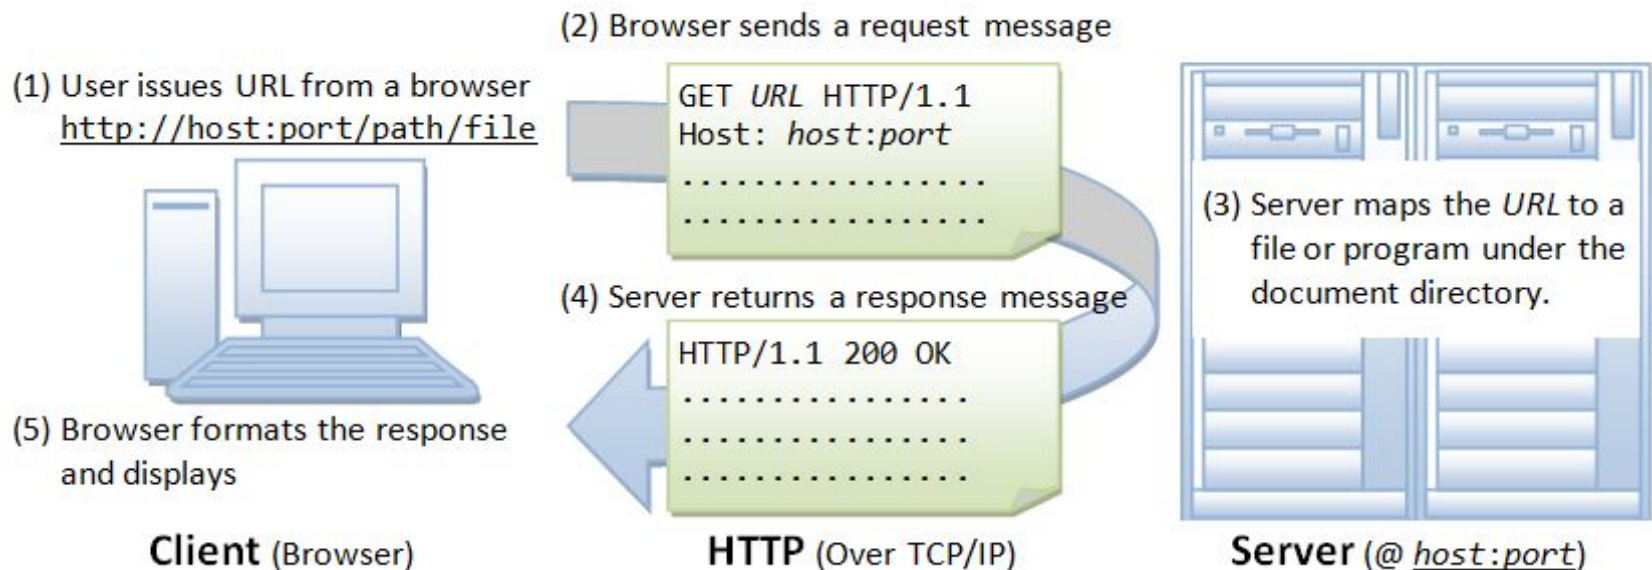 (1) User issues URL from a browser
http://host:port/path/file
(2) Browser sends a request message
GET URL HTTP/1.1
Host: host:port
..................
..................
(3) Server maps the URL to a
file or program under the
document directory.
(4) Server returns a response message
HTTP/1.1 200 OK
.................
.................
.................
(5) Browser formats the response
and displays
Client (Browser)
HTTP (Over TCP/IP)
Server (@ host:port)